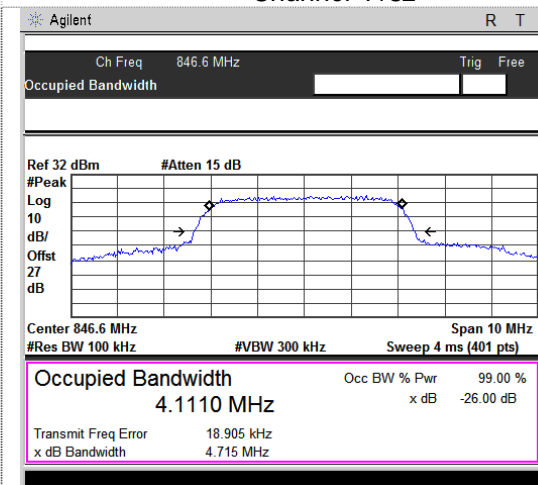 Agilent R T
Ch Freq 846.6 MHz Trig Free
Occupied Bandwidth
Ref 32 dBm #Atten 15 dB
#Peak
Log
10
dB/
Offst
27
dB
Center 846.6 MHz Span 10 MHz
#Res BW 100 kHz #VBW 300 kHz Sweep 4 ms (401 pts)
Occupied Bandwidth Occ BW % Pwr 99.00 %
4.1110 MHz x dB -26.00 dB
Transmit Freq Error 18.905 kHz
x dB Bandwidth 4.715 MHz